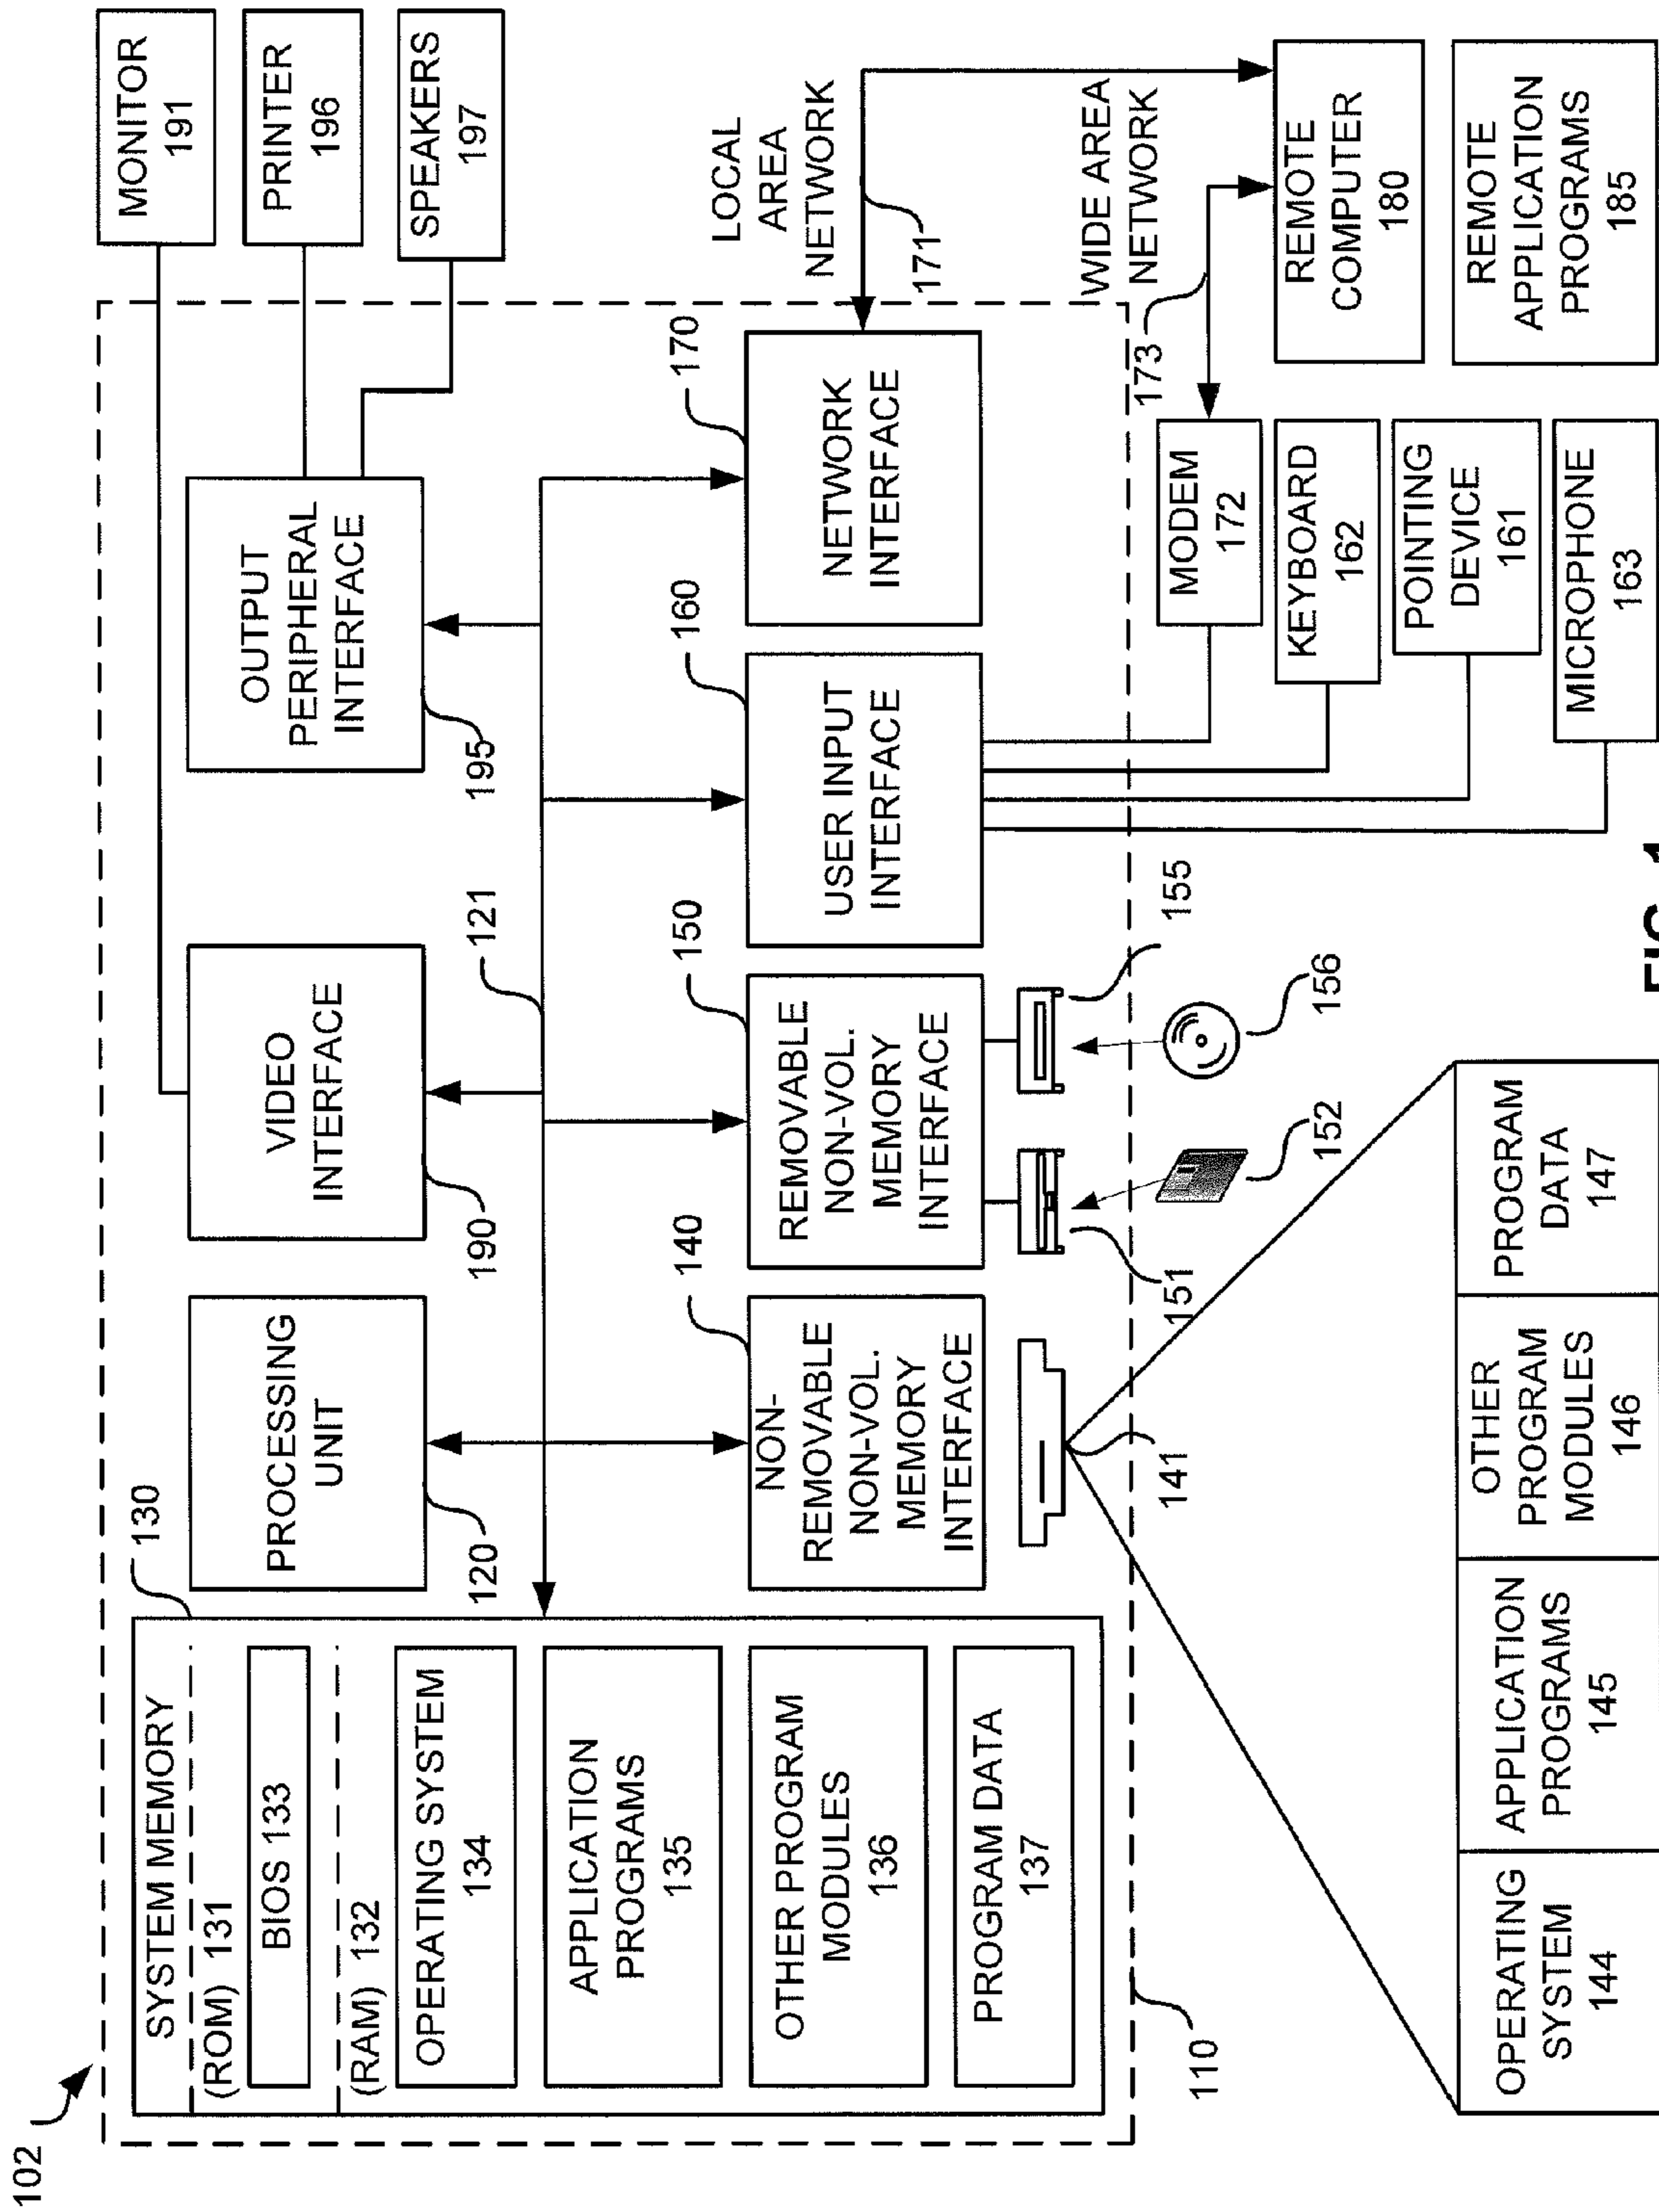 102
SYSTEM MEMORY
(ROM) 131
BIOS 133
(RAM) 132
OPERATING SYSTEM
134
APPLICATION
PROGRAMS
135
OTHER PROGRAM
MODULES
136
PROGRAM DATA
137
130
110
PROCESSING
UNIT
120
VIDEO
INTERFACE
190
121
OUTPUT
PERIPHERAL
INTERFACE
195
MONITOR
191
PRINTER
196
SPEAKERS
197
140
NON-
REMOVABLE
NON-VOL.
MEMORY
INTERFACE
150
REMOVABLE
NON-VOL.
MEMORY
INTERFACE
160
USER INPUT
INTERFACE
170
NETWORK
INTERFACE
LOCAL
AREA
NETWORK
171
WIDE AREA
NETWORK
173
141
151
152
155
156
MODEM
172
KEYBOARD
162
POINTING
DEVICE
161
MICROPHONE
163
REMOTE
COMPUTER
180
REMOTE
APPLICATION
PROGRAMS
185
OPERATING
SYSTEM
144
APPLICATION
PROGRAMS
145
OTHER
PROGRAM
MODULES
146
PROGRAM
DATA
147